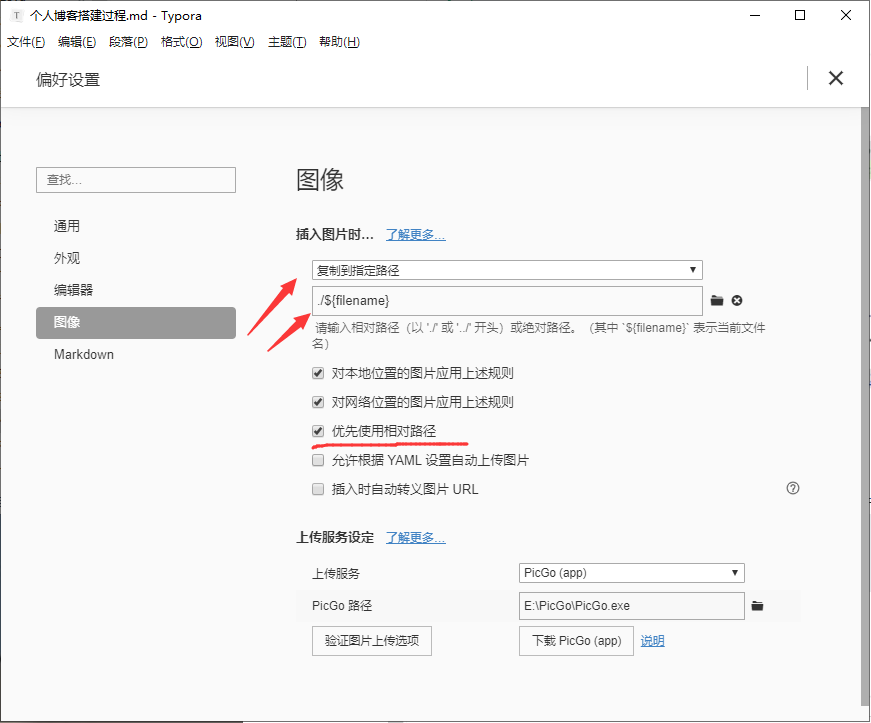 T 个人博客搭建过程.md - Typora
文件(F) 编辑(E) 段落(P) 格式(O) 视图(V) 主题(T) 帮助(H)
偏好设置
查找...
通用
外观
编辑器
图像
Markdown
图像
插入图片时... 了解更多...
复制到指定路径
./${filename}
请输入相对路径（以 './' 或 '../' 开头）或绝对路径。（其中 `${filename}` 表示当前文件
名）
对本地位置的图片应用上述规则
对网络位置的图片应用上述规则
优先使用相对路径
允许根据 YAML 设置自动上传图片
插入时自动转义图片 URL
上传服务设定 了解更多...
上传服务 PicGo (app)
PicGo 路径 E:\PicGo\PicGo.exe
验证图片上传选项 下载 PicGo (app) 说明